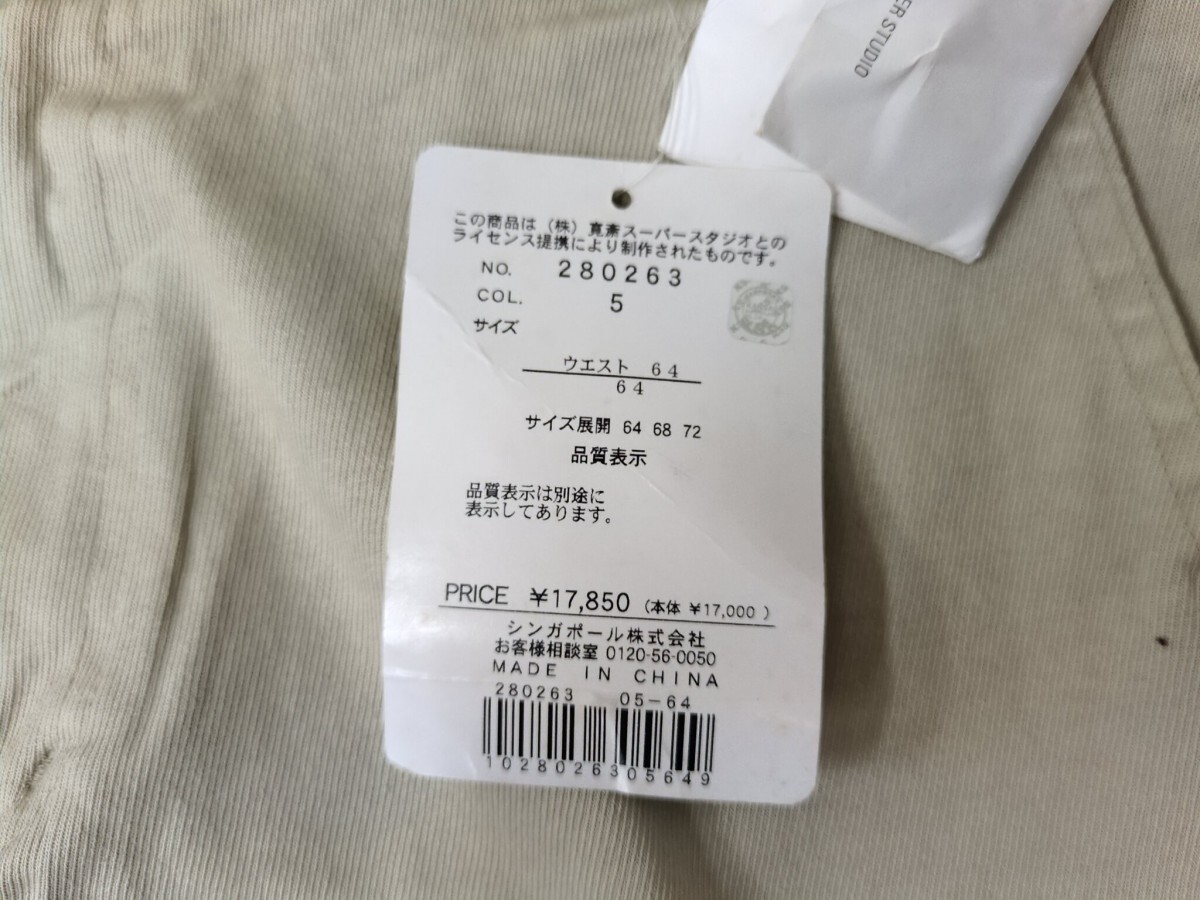 ER STUDIO
この商品は（株）寛斎スーパースタジオとの
ライセンス提携により制作されたものです。
NO. 280263
COL. 5
サイズ
ウエスト 64
64
サイズ展開 64 68 72
品質表示
品質表示は別途に
表示してあります。
PRICE ¥17,850 (本体 ¥17,000 )
シンガポール株式会社
お客様相談室 0120-56-0050
MADE IN CHINA
280263 05-64
1028026305649